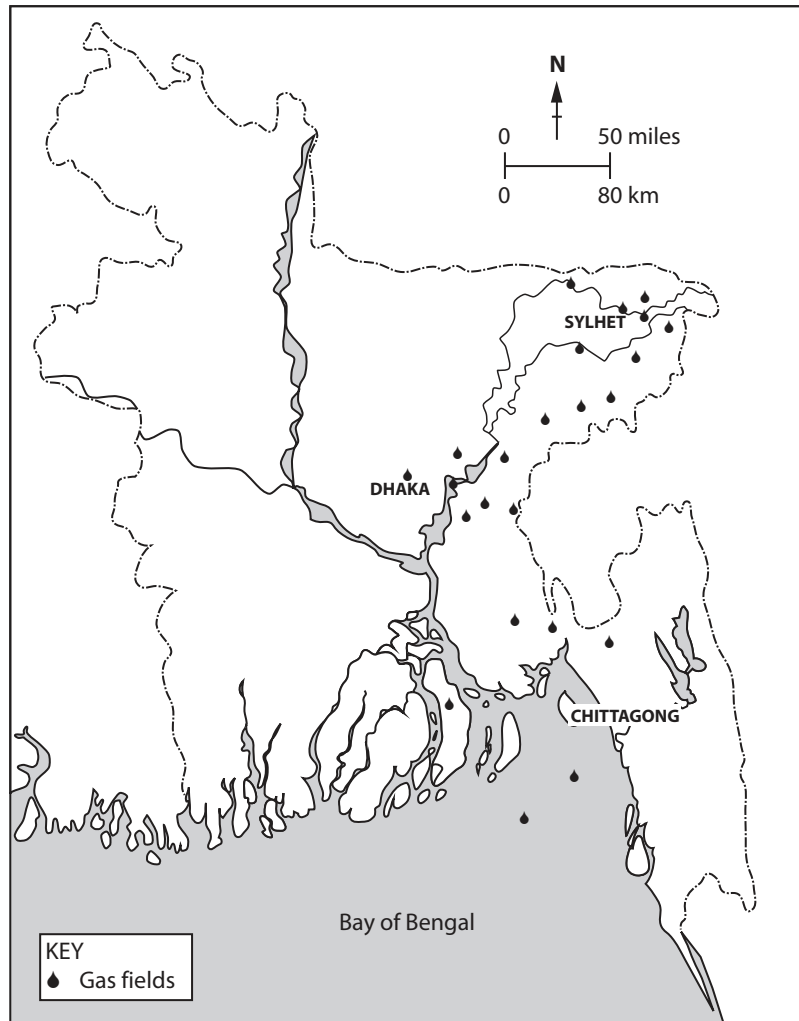 N
0 50 miles
0 80 km
SYLHET
DHAKA
CHITTAGONG
Bay of Bengal
KEY
Gas fields